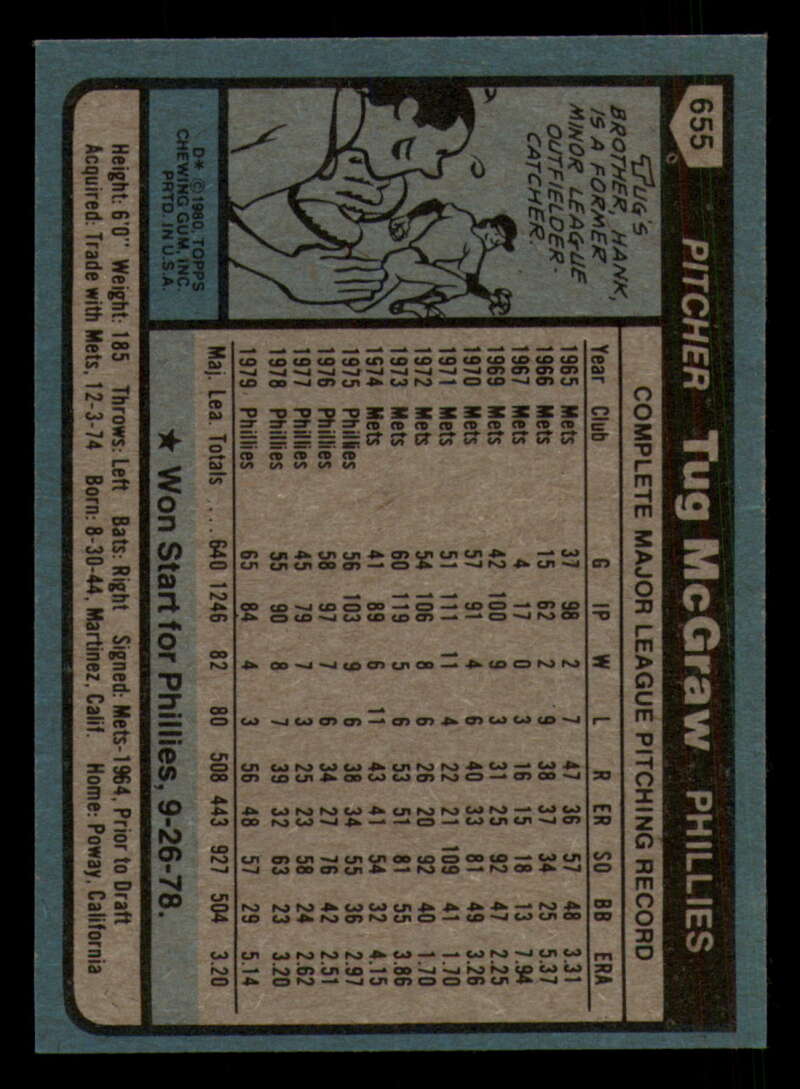 655 PITCHER Tug McGraw PHILLIES
TUG'S
BROTHER, HANK,
IS A FORMER
MINOR LEAGUE
OUTFIELDER-
CATCHER.
D* © 1980, TOPPS
CHEWING GUM, INC.
PRTD. IN U.S.A.
COMPLETE MAJOR LEAGUE PITCHING RECORD
Year Club G IP W L R ER SO BB ERA
1965 Mets 37 98 2 7 47 36 57 48 3.31
1966 Mets 15 62 2 9 38 37 34 25 5.37
1967 Mets 4 17 0 3 16 15 18 13 7.94
1969 Mets 42 100 9 3 31 25 92 47 2.25
1970 Mets 57 91 4 6 40 33 81 49 3.26
1971 Mets 51 111 11 4 22 21 109 41 1.70
1972 Mets 54 106 8 6 26 20 92 40 1.70
1973 Mets 60 119 5 6 53 51 81 55 3.86
1974 Mets 41 89 6 11 43 41 54 32 4.15
1975 Phillies 56 103 9 6 38 34 55 36 2.97
1976 Phillies 58 97 7 6 34 27 76 42 2.51
1977 Phillies 45 79 7 3 25 23 58 24 2.62
1978 Phillies 55 90 8 7 39 32 63 23 3.20
1979 Phillies 65 84 4 3 56 48 57 29 5.14
Maj. Lea. Totals .... 640 1246 82 80 508 443 927 504 3.20
★ Won Start for Phillies, 9-26-78.
Height: 6'0" Weight: 185 Throws: Left Bats: Right Signed: Mets-1964, Prior to Draft
Acquired: Trade with Mets, 12-3-74 Born: 8-30-44, Martinez, Calif. Home: Poway, California